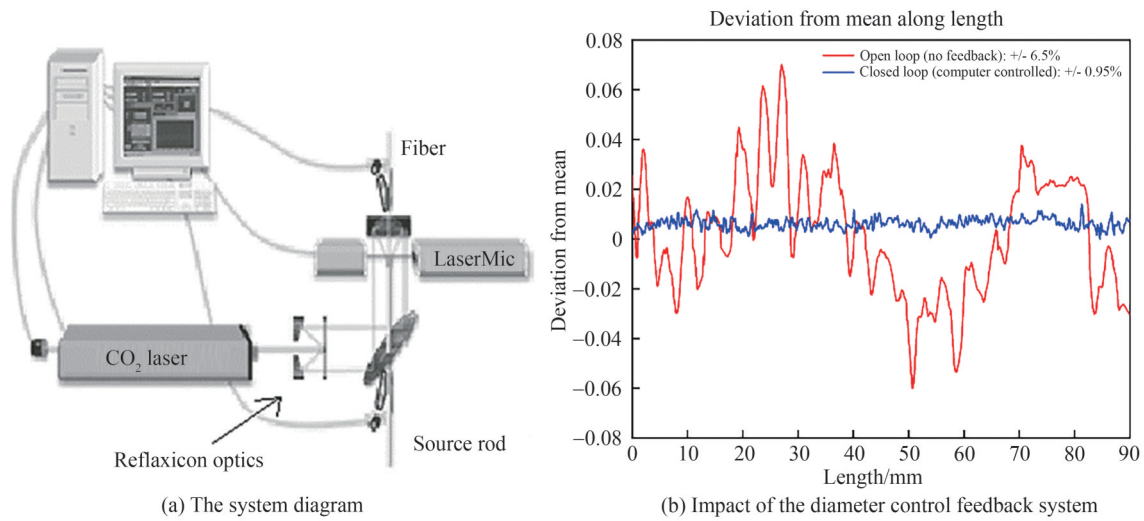 Fiber
LaserMic
CO₂ laser
Reflaxicon optics
Source rod
(a) The system diagram
Deviation from mean along length
Open loop (no feedback): +/- 6.5%
Closed loop (computer controlled): +/- 0.95%
Deviation from mean
0.08
0.06
0.04
0.02
0
−0.02
−0.04
−0.06
−0.08
0 10 20 30 40 50 60 70 80 90
Length/mm
(b) Impact of the diameter control feedback system